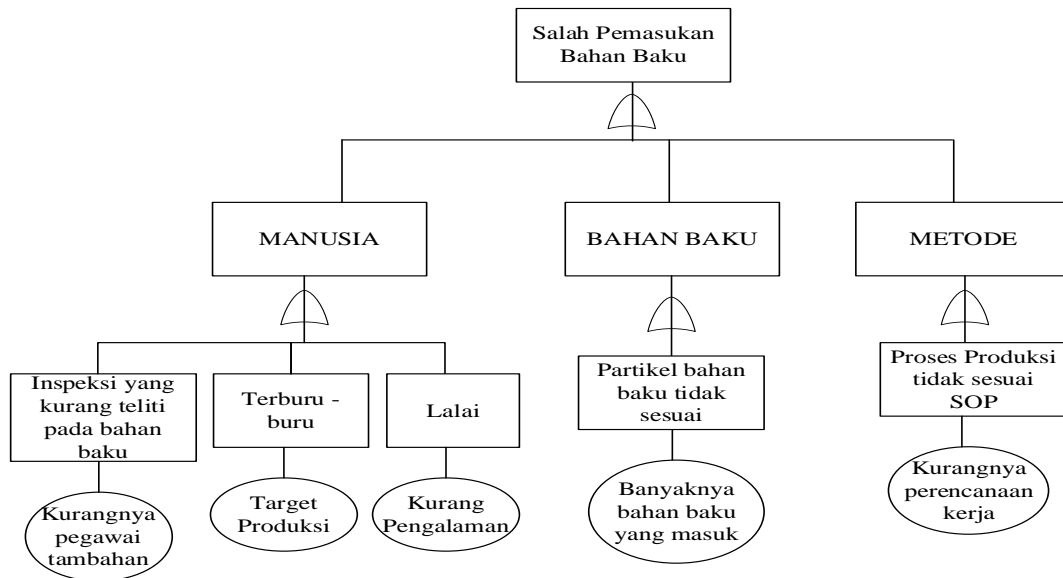 Salah Pemasukan
Bahan Baku
MANUSIA
BAHAN BAKU
METODE
Inspeksi yang
kurang teliti
pada bahan
baku
Terburu -
buru
Lalai
Partikel bahan
baku tidak
sesuai
Proses Produksi
tidak sesuai
SOP
Kurangnya
pegawai
tambahan
Target
Produksi
Kurang
Pengalaman
Banyaknya
bahan baku
yang masuk
Kurangnya
perencanaan
kerja